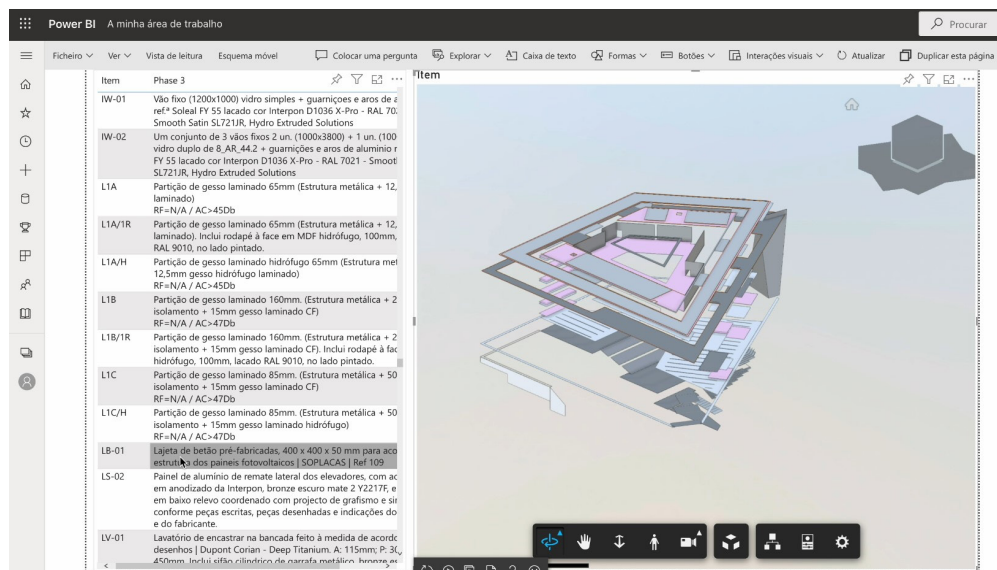 Power BI A minha área de trabalho
Procurar
Ficheiro Ver Vista de leitura Esquema móvel Colocar uma pergunta Explorar Caixa de texto Formas Botões Interações visuais Atualizar Duplicar esta página
Item Phase 3
IW-01 Vão fixo (1200x1000) vidro simples + guarniçoes e aros de a
ref.ª Soleal FY 55 lacado cor Interpon D1036 X-Pro - RAL 70
Smooth Satin SL721JR, Hydro Extruded Solutions
IW-02 Um conjunto de 3 vãos fixos 2 un. (1000x3800) + 1 un. (100
vidro duplo de 8_AR_44.2 + guarnições e aros de aluminio r
FY 55 lacado cor Interpon D1036 X-Pro - RAL 7021 - Smoot
SL721JR, Hydro Extruded Solutions
L1A Partição de gesso laminado 65mm (Estrutura metálica + 12,
laminado)
RF=N/A / AC>45Db
L1A/1R Partição de gesso laminado 65mm (Estrutura metálica + 12,
laminado). Inclui rodapé à face em MDF hidrófugo, 100mm,
RAL 9010, no lado pintado.
L1A/H Partição de gesso laminado hidrófugo 65mm (Estrutura met
12,5mm gesso hidrófugo laminado)
RF=N/A / AC>45Db
L1B Partição de gesso laminado 160mm. (Estrutura metálica + 2
isolamento + 15mm gesso laminado CF)
RF=N/A / AC>47Db
L1B/1R Partição de gesso laminado 160mm. (Estrutura metálica + 2
isolamento + 15mm gesso laminado CF). Inclui rodapé à fac
hidrófugo, 100mm, lacado RAL 9010, no lado pintado.
L1C Partição de gesso laminado 85mm. (Estrutura metálica + 50
isolamento + 15mm gesso laminado CF)
RF=N/A / AC>47Db
L1C/H Partição de gesso laminado 85mm. (Estrutura metálica + 50
isolamento + 15mm gesso laminado hidrófugo)
RF=N/A / AC>47Db
LB-01 Lajeta de betão pré-fabricadas, 400 x 400 x 50 mm para aco
estrutura dos paineis fotovoltaicos | SOPLACAS | Ref 109
LS-02 Painel de alumínio de remate lateral dos elevadores, com ac
em anodizado da Interpon, bronze escuro mate 2 Y2217F, e
em baixo relevo coordenado com projecto de grafismo e sir
conforme peças escritas, peças desenhadas e indicações do
e do fabricante.
LV-01 Lavatório de encastrar na bancada feito à medida de acordo
desenhos | Dupont Corian - Deep Titanium. A: 115mm; P: 30
450mm. Inclui sifão cilindrico de garrafa metálico, bronze es
Item